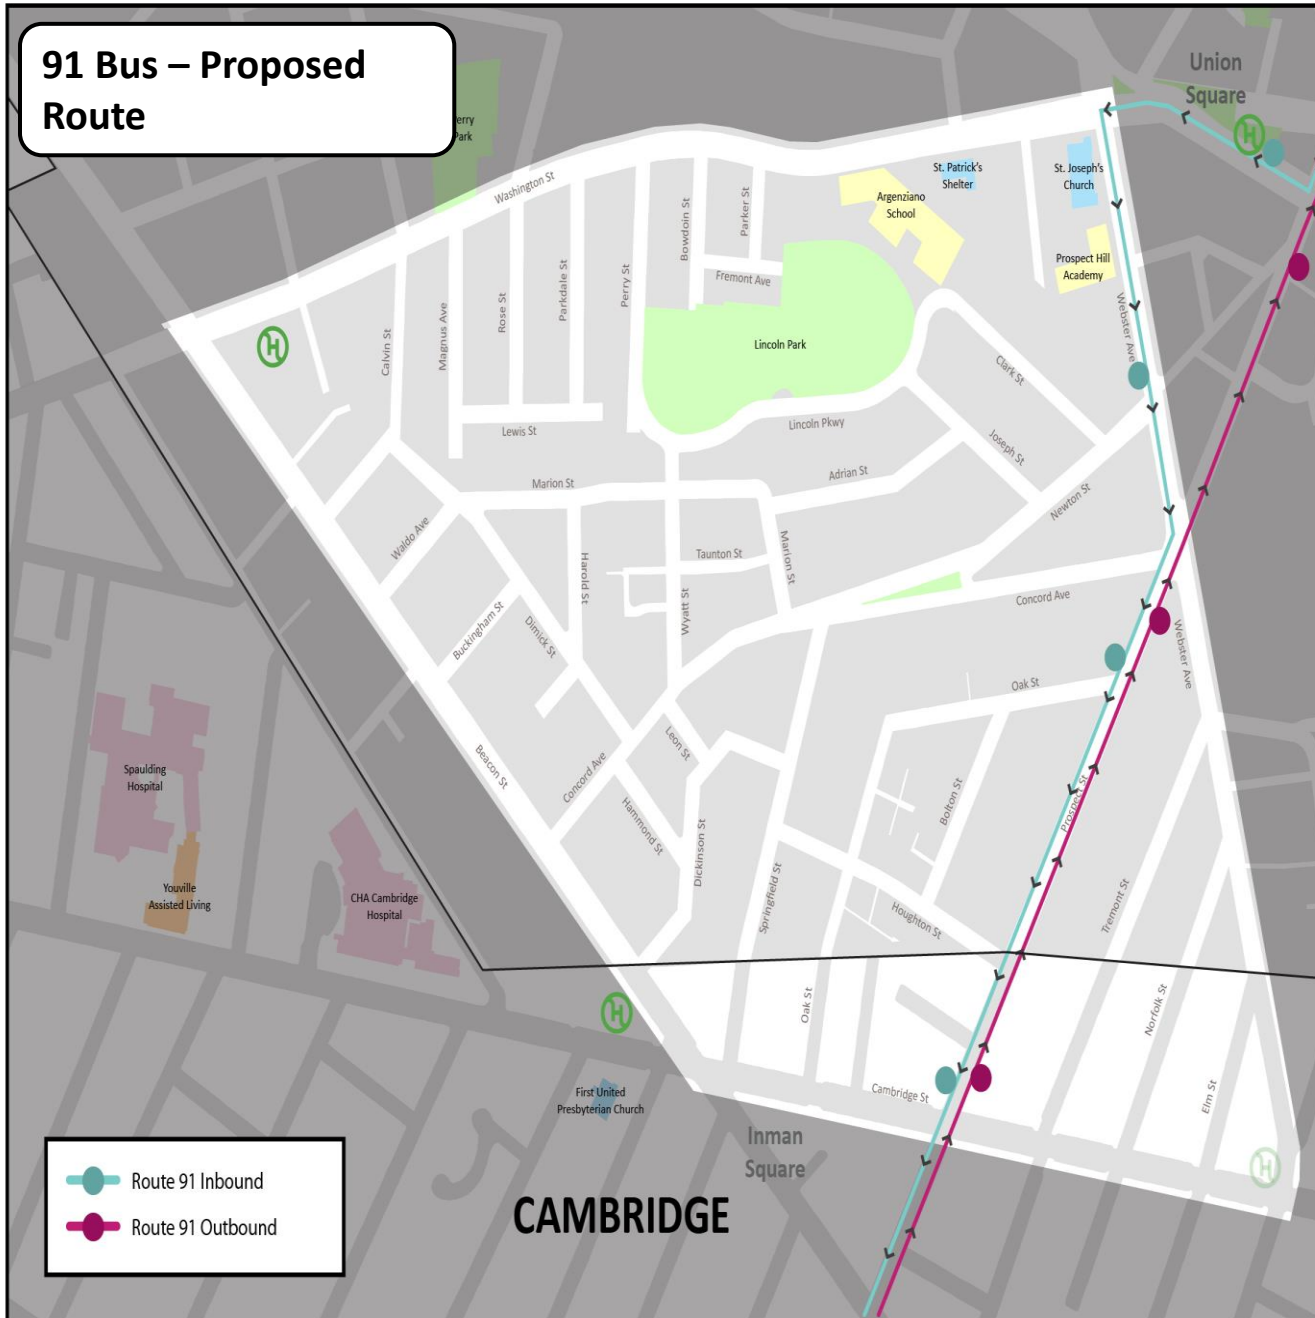 91 Bus – Proposed
Route
Union
Square
Park
Washington St
St. Patrick's
Shelter
St. Joseph's
Church
Argenziano
School
Prospect Hill
Academy
Bowdoin St
Parker St
Fremont Ave
Perry St
Parkdale St
Rose St
Magnus Ave
Calvin St
Lincoln Park
Webster Ave
Clark St
Lincoln Pkwy
Lewis St
Joseph St
Adrian St
Marion St
Newton St
Waldo Ave
Taunton St
Marion St
Harold St
Wyatt St
Concord Ave
Buckingham St
Dimick St
Webster Ave
Oak St
Leon St
Beacon St
Concord Ave
Spaulding
Hospital
Hammond St
Bolton St
Prospect St
Dickinson St
Springfield St
Youville
Assisted Living
CHA Cambridge
Hospital
Houghton St
Tremont St
Oak St
Norfolk St
Cambridge St
Elm St
First United
Presbyterian Church
Inman
Square
CAMBRIDGE
Route 91 Inbound
Route 91 Outbound